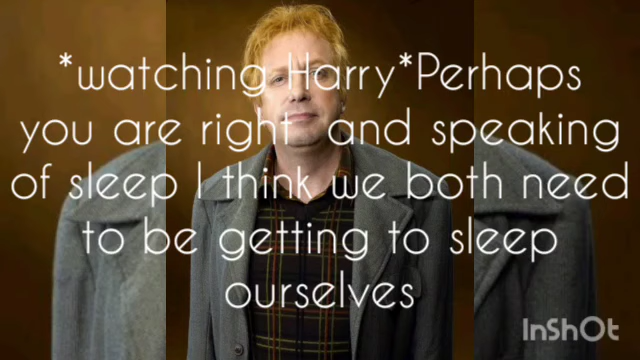 *watching Harry*Perhaps
you are right and speaking
of sleep I think we both need
to be getting to sleep
ourselves
InShOt